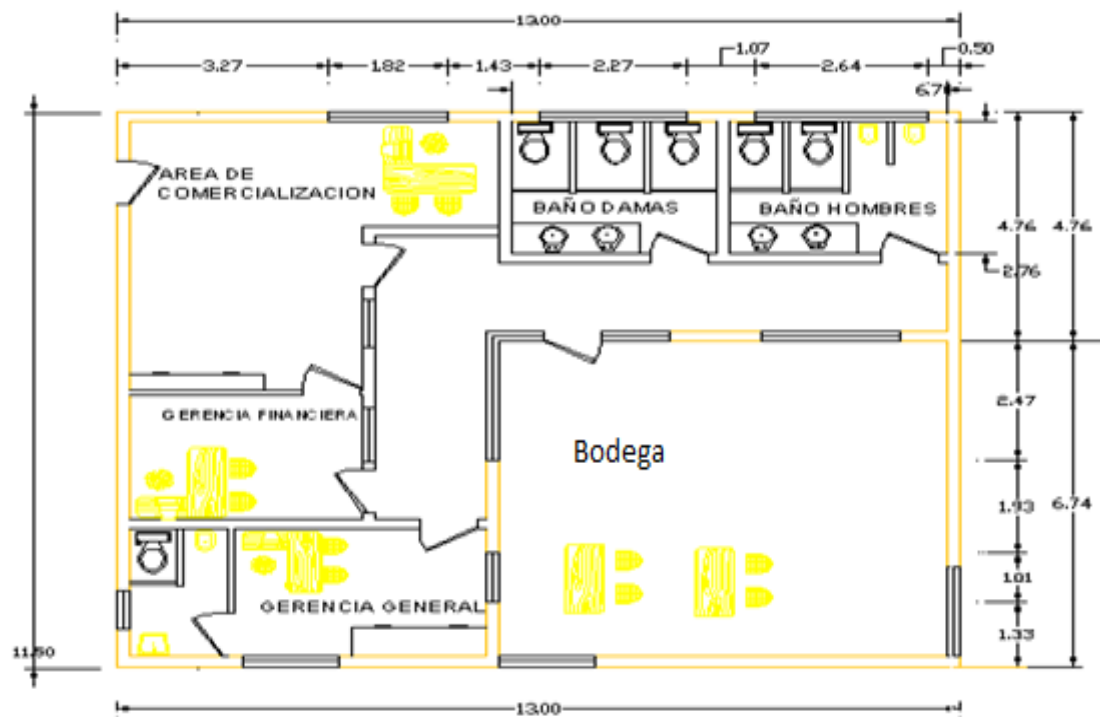 13.00
3.27
1.82
1.43
2.27
1.07
2.64
0.50
6.7
AREA DE
COMERCIALIZACION
BAÑO DAMAS
BAÑO HOMBRES
4.76
4.76
2.76
GERENCIA FINANCIERA
Bodega
2.47
1.93
6.74
1.01
1.33
GERENCIA GENERAL
11.50
13.00